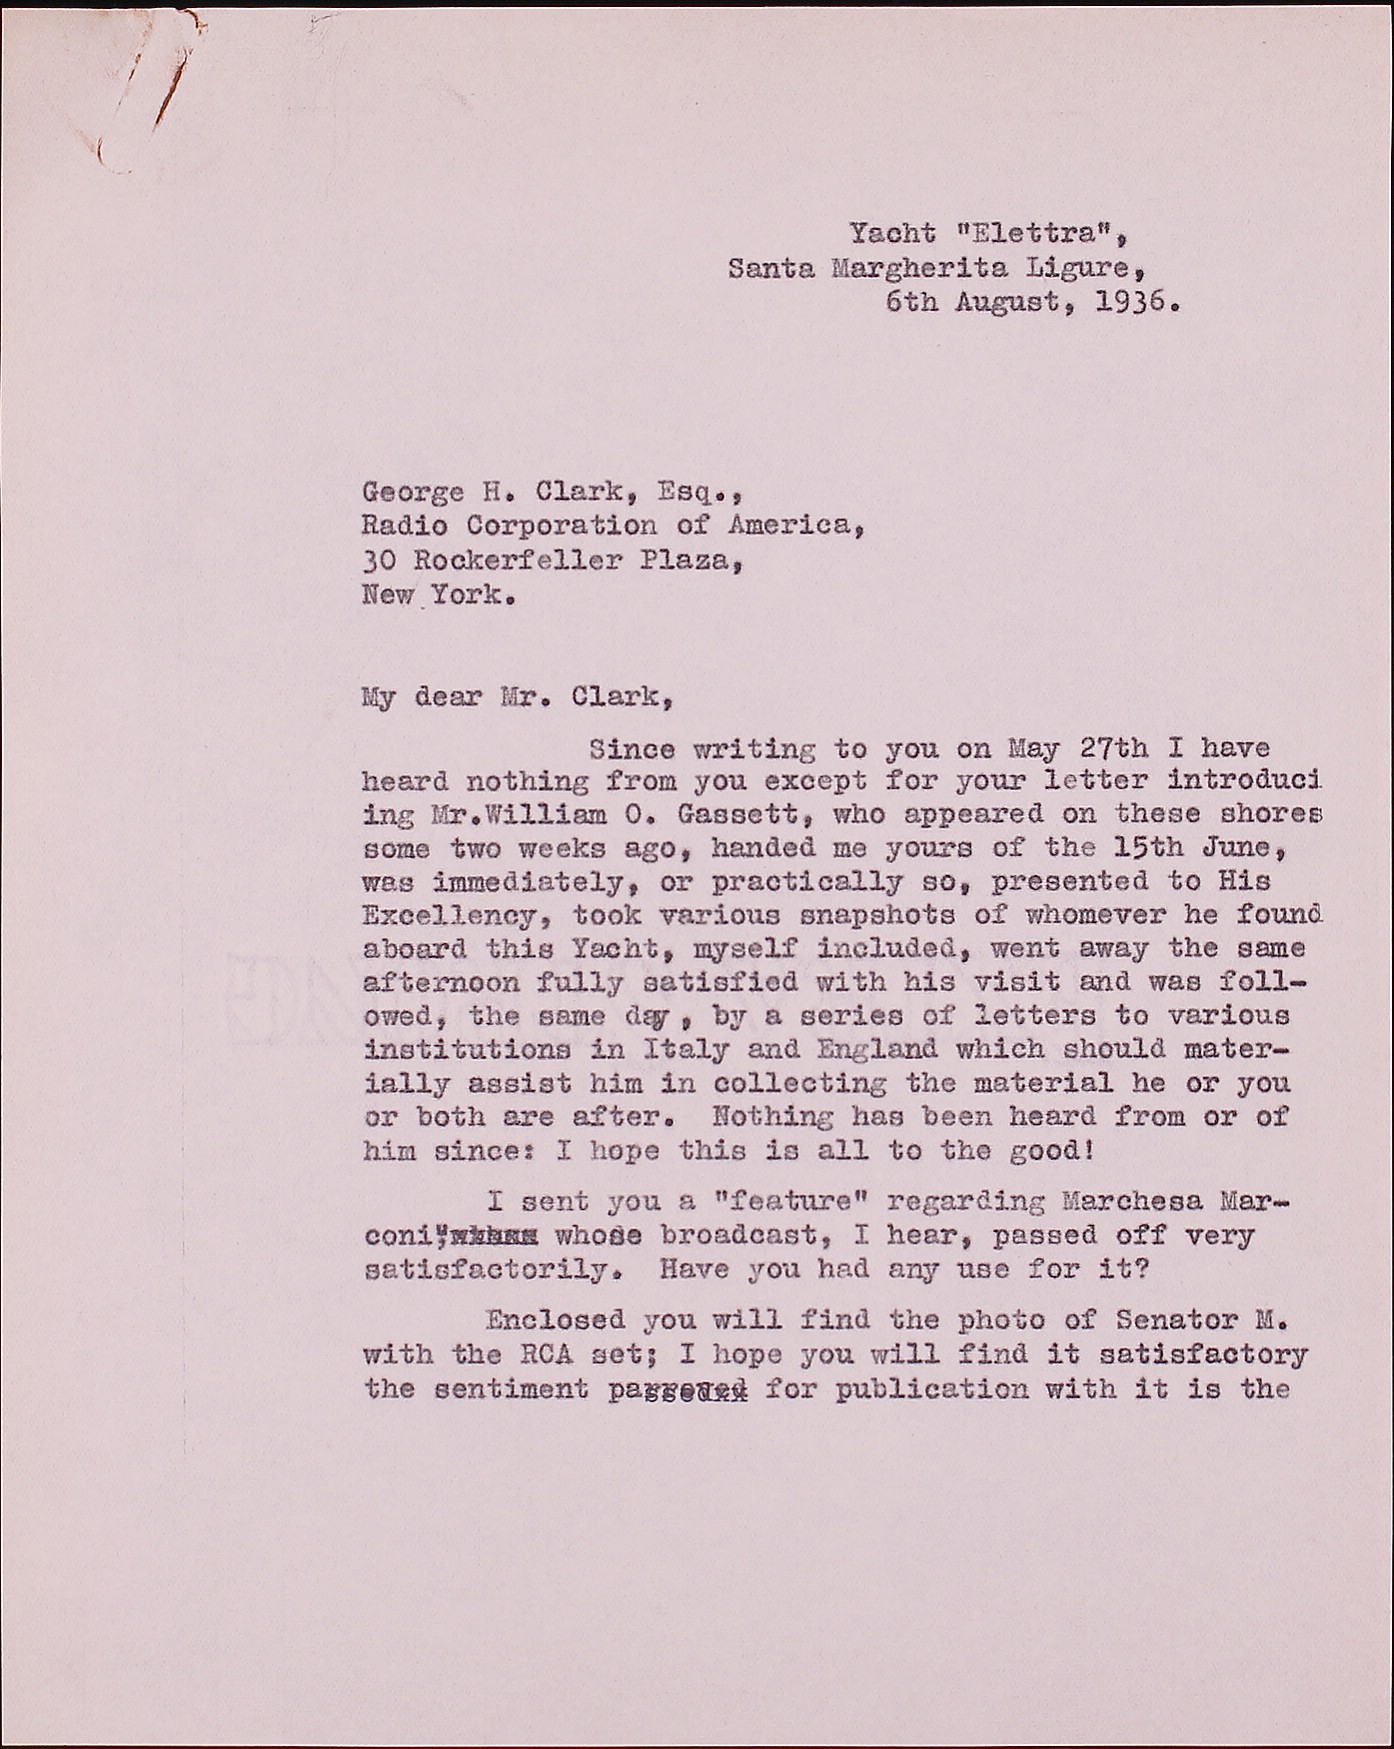 Yacht "Elettra",
Santa Margherita Ligure,
6th August, 1936.
George H. Clark, Esq.,
Radio Corporation of America,
30 Rockerfeller Plaza,
New York.
My dear Mr. Clark,
Since writing to you on May 27th I have
heard nothing from you except for your letter introduci
ing Mr.William O. Gassett, who appeared on these shores
some two weeks ago, handed me yours of the 15th June,
was immediately, or practically so, presented to His
Excellency, took various snapshots of whomever he found
aboard this Yacht, myself included, went away the same
afternoon fully satisfied with his visit and was foll-
owed, the same day, by a series of letters to various
institutions in Italy and England which should mater-
ially assist him in collecting the material he or you
or both are after. Nothing has been heard from or of
him since: I hope this is all to the good!
I sent you a "feature" regarding Marchesa Mar-
coni, whose broadcast, I hear, passed off very
satisfactorily. Have you had any use for it?
Enclosed you will find the photo of Senator M.
with the RCA set; I hope you will find it satisfactory
the sentiment passed for publication with it is the